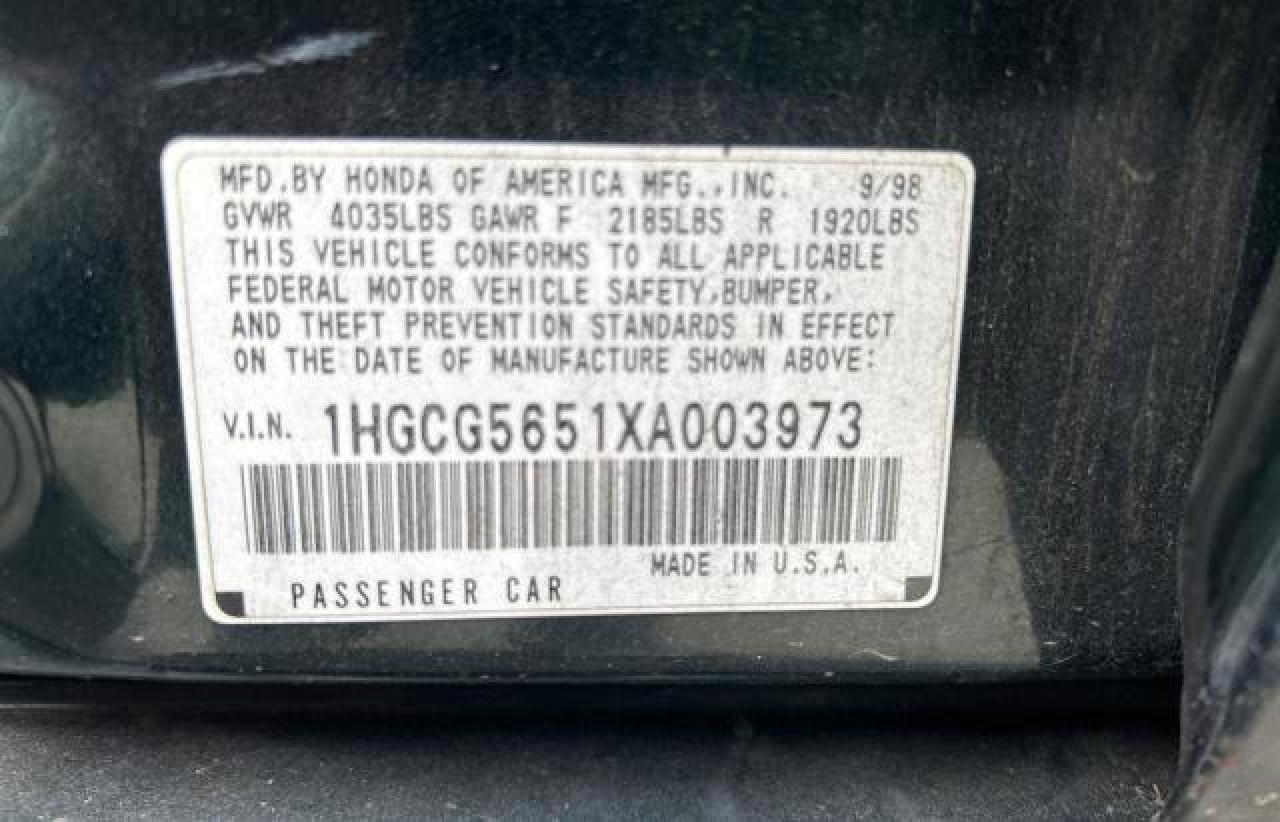 MFD.BY HONDA OF AMERICA MFG.,INC. 9/98
GVWR 4035LBS GAWR F 2185LBS R 1920LBS
THIS VEHICLE CONFORMS TO ALL APPLICABLE
FEDERAL MOTOR VEHICLE SAFETY,BUMPER,
AND THEFT PREVENTION STANDARDS IN EFFECT
ON THE DATE OF MANUFACTURE SHOWN ABOVE:
V.I.N. 1HGCG5651XA003973
MADE IN U.S.A.
PASSENGER CAR